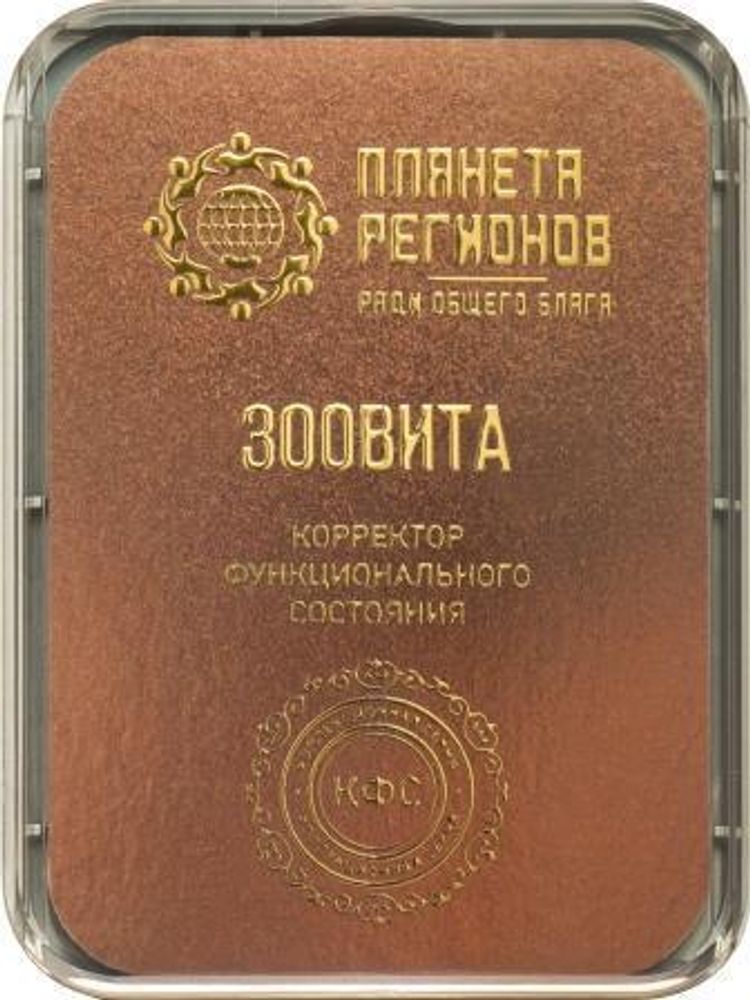 ПЛАНЕТА
РЕГИОНОВ
РАДИ ОБЩЕГО БЛАГА
ЗООВИТА
КОРРЕКТОР
ФУНКЦИОНАЛЬНОГО
СОСТОЯНИЯ
КФС